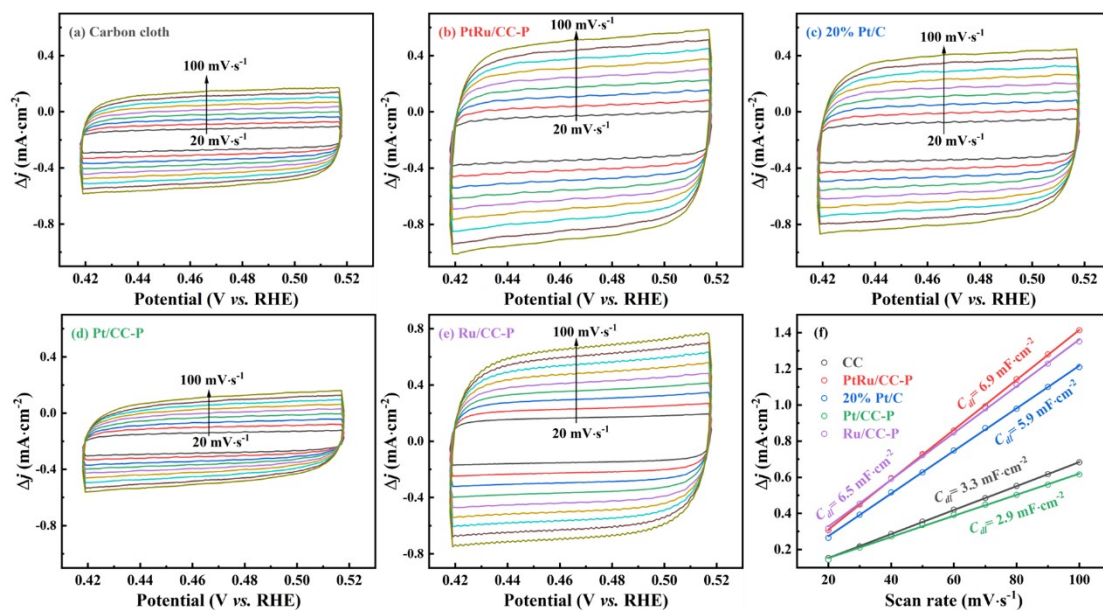 (a) Carbon cloth
100 mV·s⁻¹
20 mV·s⁻¹
Δj (mA·cm⁻²)
0.4
0.0
-0.4
-0.8
0.42 0.44 0.46 0.48 0.50 0.52
Potential (V vs. RHE)
(b) PtRu/CC-P
100 mV·s⁻¹
20 mV·s⁻¹
Δj (mA·cm⁻²)
0.4
0.0
-0.4
-0.8
0.42 0.44 0.46 0.48 0.50 0.52
Potential (V vs. RHE)
(c) 20% Pt/C
100 mV·s⁻¹
20 mV·s⁻¹
Δj (mA·cm⁻²)
0.4
0.0
-0.4
-0.8
0.42 0.44 0.46 0.48 0.50 0.52
Potential (V vs. RHE)
(d) Pt/CC-P
100 mV·s⁻¹
20 mV·s⁻¹
Δj (mA·cm⁻²)
0.4
0.0
-0.4
-0.8
0.42 0.44 0.46 0.48 0.50 0.52
Potential (V vs. RHE)
(e) Ru/CC-P
100 mV·s⁻¹
20 mV·s⁻¹
Δj (mA·cm⁻²)
0.8
0.4
0.0
-0.4
-0.8
0.42 0.44 0.46 0.48 0.50 0.52
Potential (V vs. RHE)
(f)
CC
PtRu/CC-P
20% Pt/C
Pt/CC-P
Ru/CC-P
Cdl= 6.9 mF·cm⁻²
Cdl= 5.9 mF·cm⁻²
Cdl= 6.5 mF·cm⁻²
Cdl= 3.3 mF·cm⁻²
Cdl= 2.9 mF·cm⁻²
Δj (mA·cm⁻²)
1.4
1.2
1.0
0.8
0.6
0.4
0.2
20 30 40 50 60 70 80 90 100
Scan rate (mV·s⁻¹)